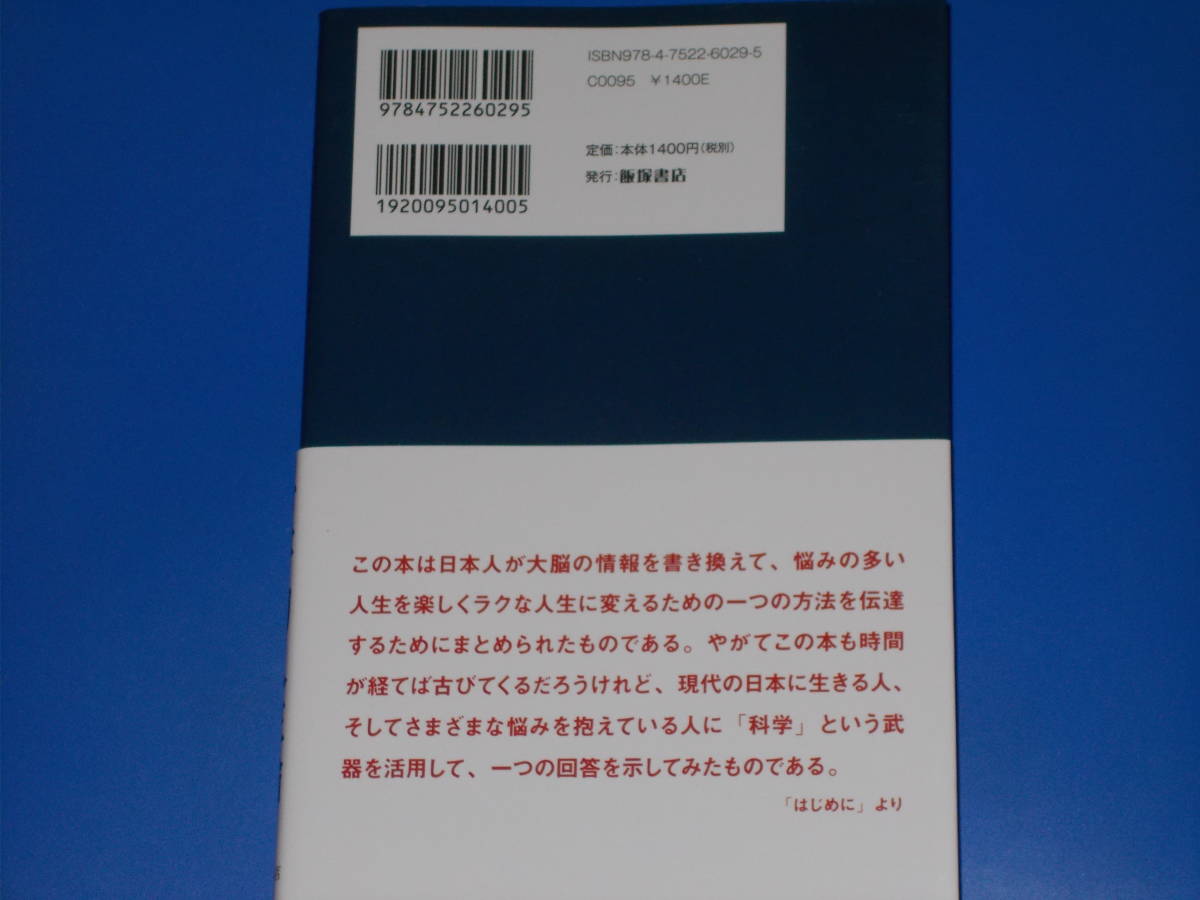 ISBN978-4-7522-6029-5
C0095 ¥1400E
9784752260295
定価:本体1400円(税別)
発行:飯塚書店
1920095014005
この本は日本人が大脳の情報を書き換えて、悩みの多い
人生を楽しくラクな人生に変えるための一つの方法を伝達
するためにまとめられたものである。やがてこの本も時間
が経てば古びてくるだろうけれど、現代の日本に生きる人、
そしてさまざまな悩みを抱えている人に「科学」という武
器を活用して、一つの回答を示してみたものである。
「はじめに」より